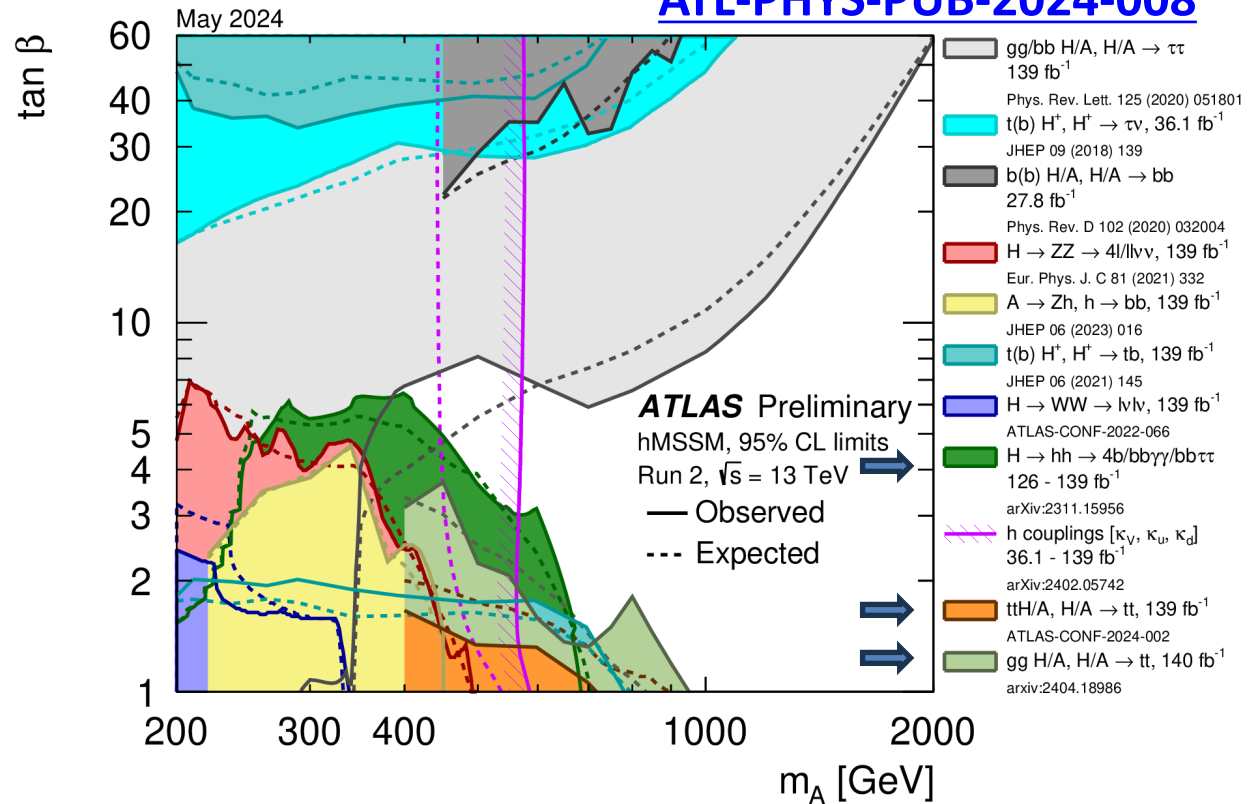 ATL-PHYS-PUB-2024-008
May 2024
tan β
60
40
30
20
10
5
4
3
2
1
200
300
400
1000
2000
m_A [GeV]
ATLAS Preliminary
hMSSM, 95% CL limits
Run 2, √s = 13 TeV
Observed
Expected
gg/bb H/A, H/A → ττ
139 fb⁻¹
Phys. Rev. Lett. 125 (2020) 051801
t(b) H⁺, H⁺ → τν, 36.1 fb⁻¹
JHEP 09 (2018) 139
b(b) H/A, H/A → bb
27.8 fb⁻¹
Phys. Rev. D 102 (2020) 032004
H → ZZ → 4l/llνν, 139 fb⁻¹
Eur. Phys. J. C 81 (2021) 332
A → Zh, h → bb, 139 fb⁻¹
JHEP 06 (2023) 016
t(b) H⁺, H⁺ → tb, 139 fb⁻¹
JHEP 06 (2021) 145
H → WW → lνlν, 139 fb⁻¹
ATLAS-CONF-2022-066
H → hh → 4b/bbγγ/bbττ
126 - 139 fb⁻¹
arXiv:2311.15956
h couplings [κ_V, κ_u, κ_d]
36.1 - 139 fb⁻¹
arXiv:2402.05742
ttH/A, H/A → tt, 139 fb⁻¹
ATLAS-CONF-2024-002
gg H/A, H/A → tt, 140 fb⁻¹
arxiv:2404.18986